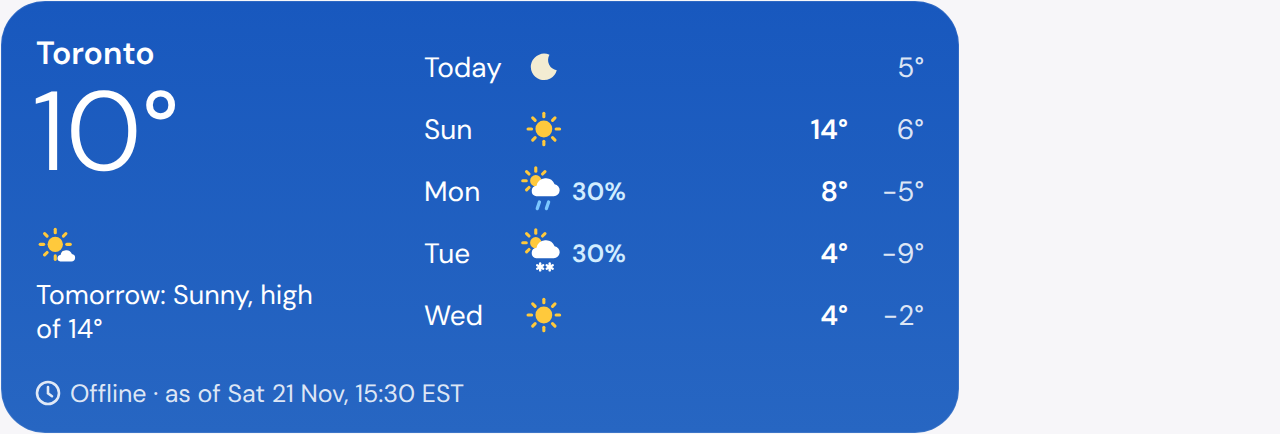 Toronto
10°
Tomorrow: Sunny, high
of 14°
Today 5°
Sun 14° 6°
Mon 30% 8° −5°
Tue 30% 4° −9°
Wed 4° −2°
Offline · as of Sat 21 Nov, 15:30 EST